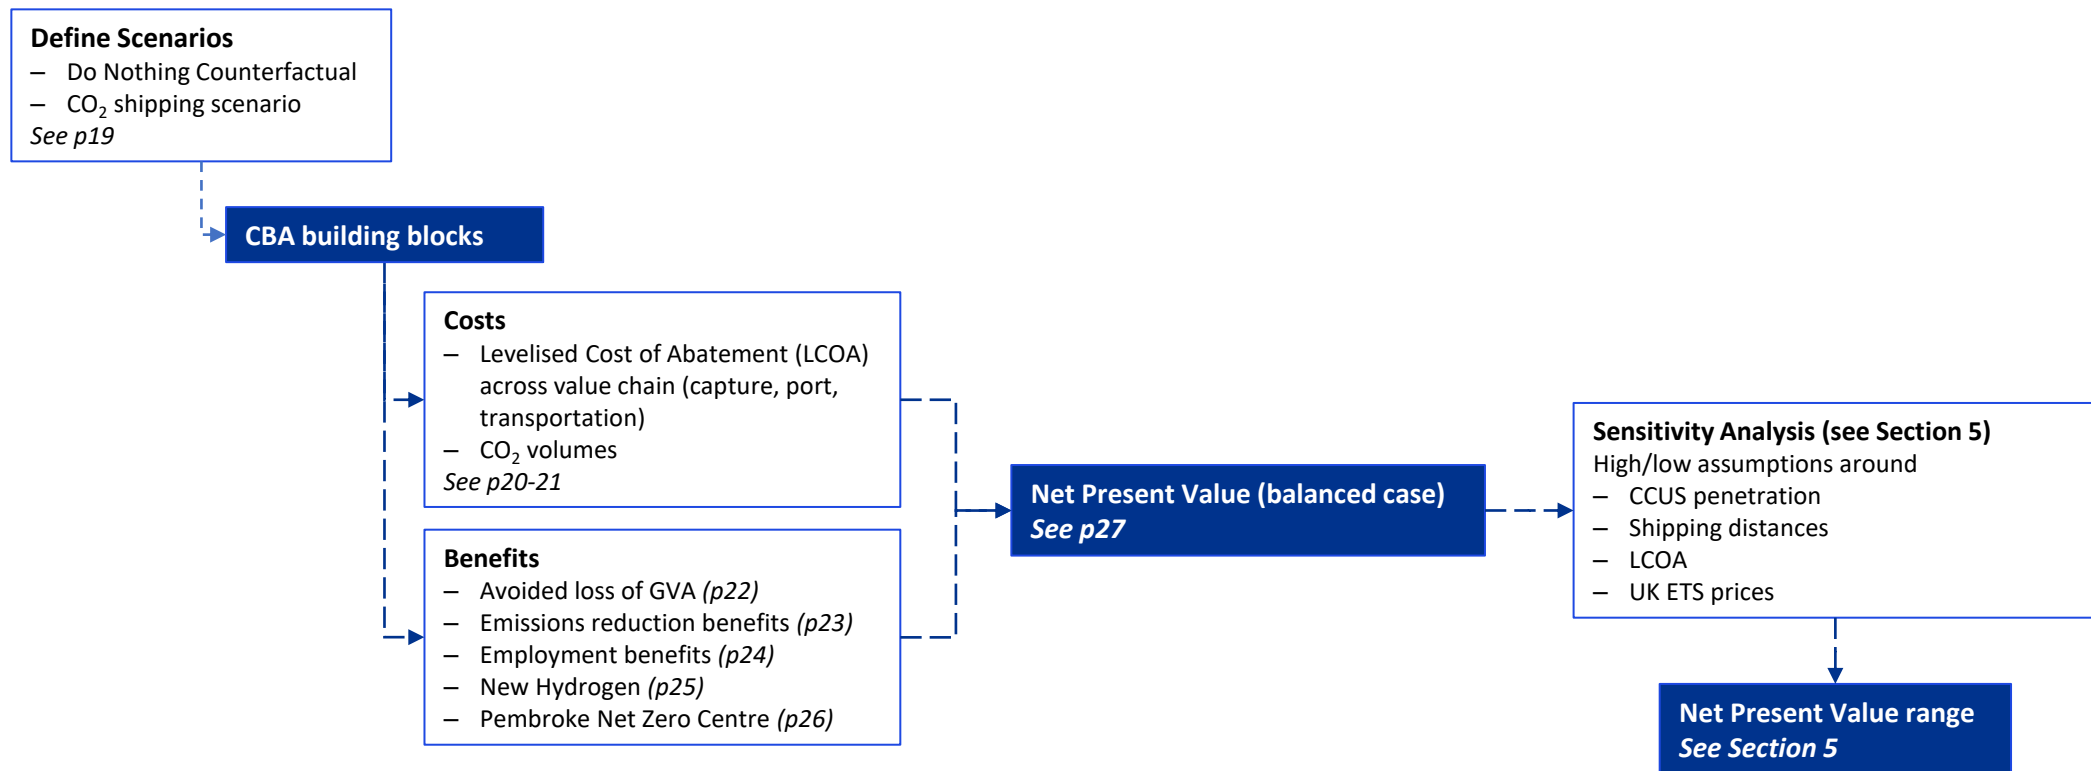 Define Scenarios
– Do Nothing Counterfactual
– CO₂ shipping scenario
See p19
CBA building blocks
Costs
– Levelised Cost of Abatement (LCOA)
across value chain (capture, port,
transportation)
– CO₂ volumes
See p20-21
Benefits
– Avoided loss of GVA (p22)
– Emissions reduction benefits (p23)
– Employment benefits (p24)
– New Hydrogen (p25)
– Pembroke Net Zero Centre (p26)
Net Present Value (balanced case)
See p27
Sensitivity Analysis (see Section 5)
High/low assumptions around
– CCUS penetration
– Shipping distances
– LCOA
– UK ETS prices
Net Present Value range
See Section 5